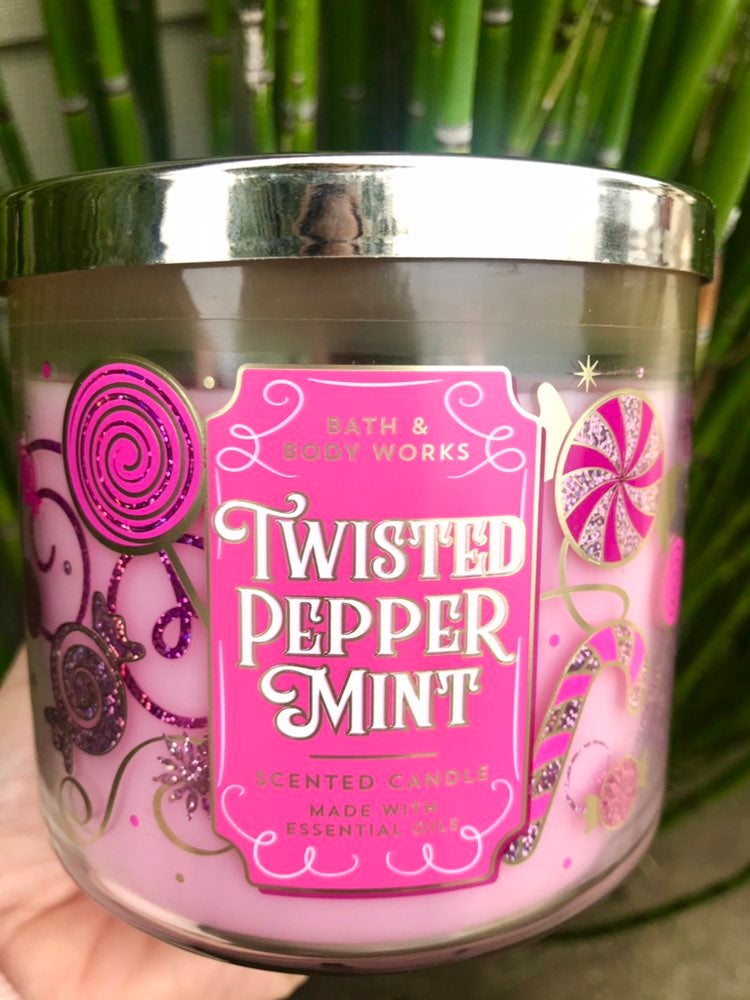 BATH &
BODY WORKS
TWISTED
PEPPER
MINT
SCENTED CANDLE
MADE WITH
ESSENTIAL OILS